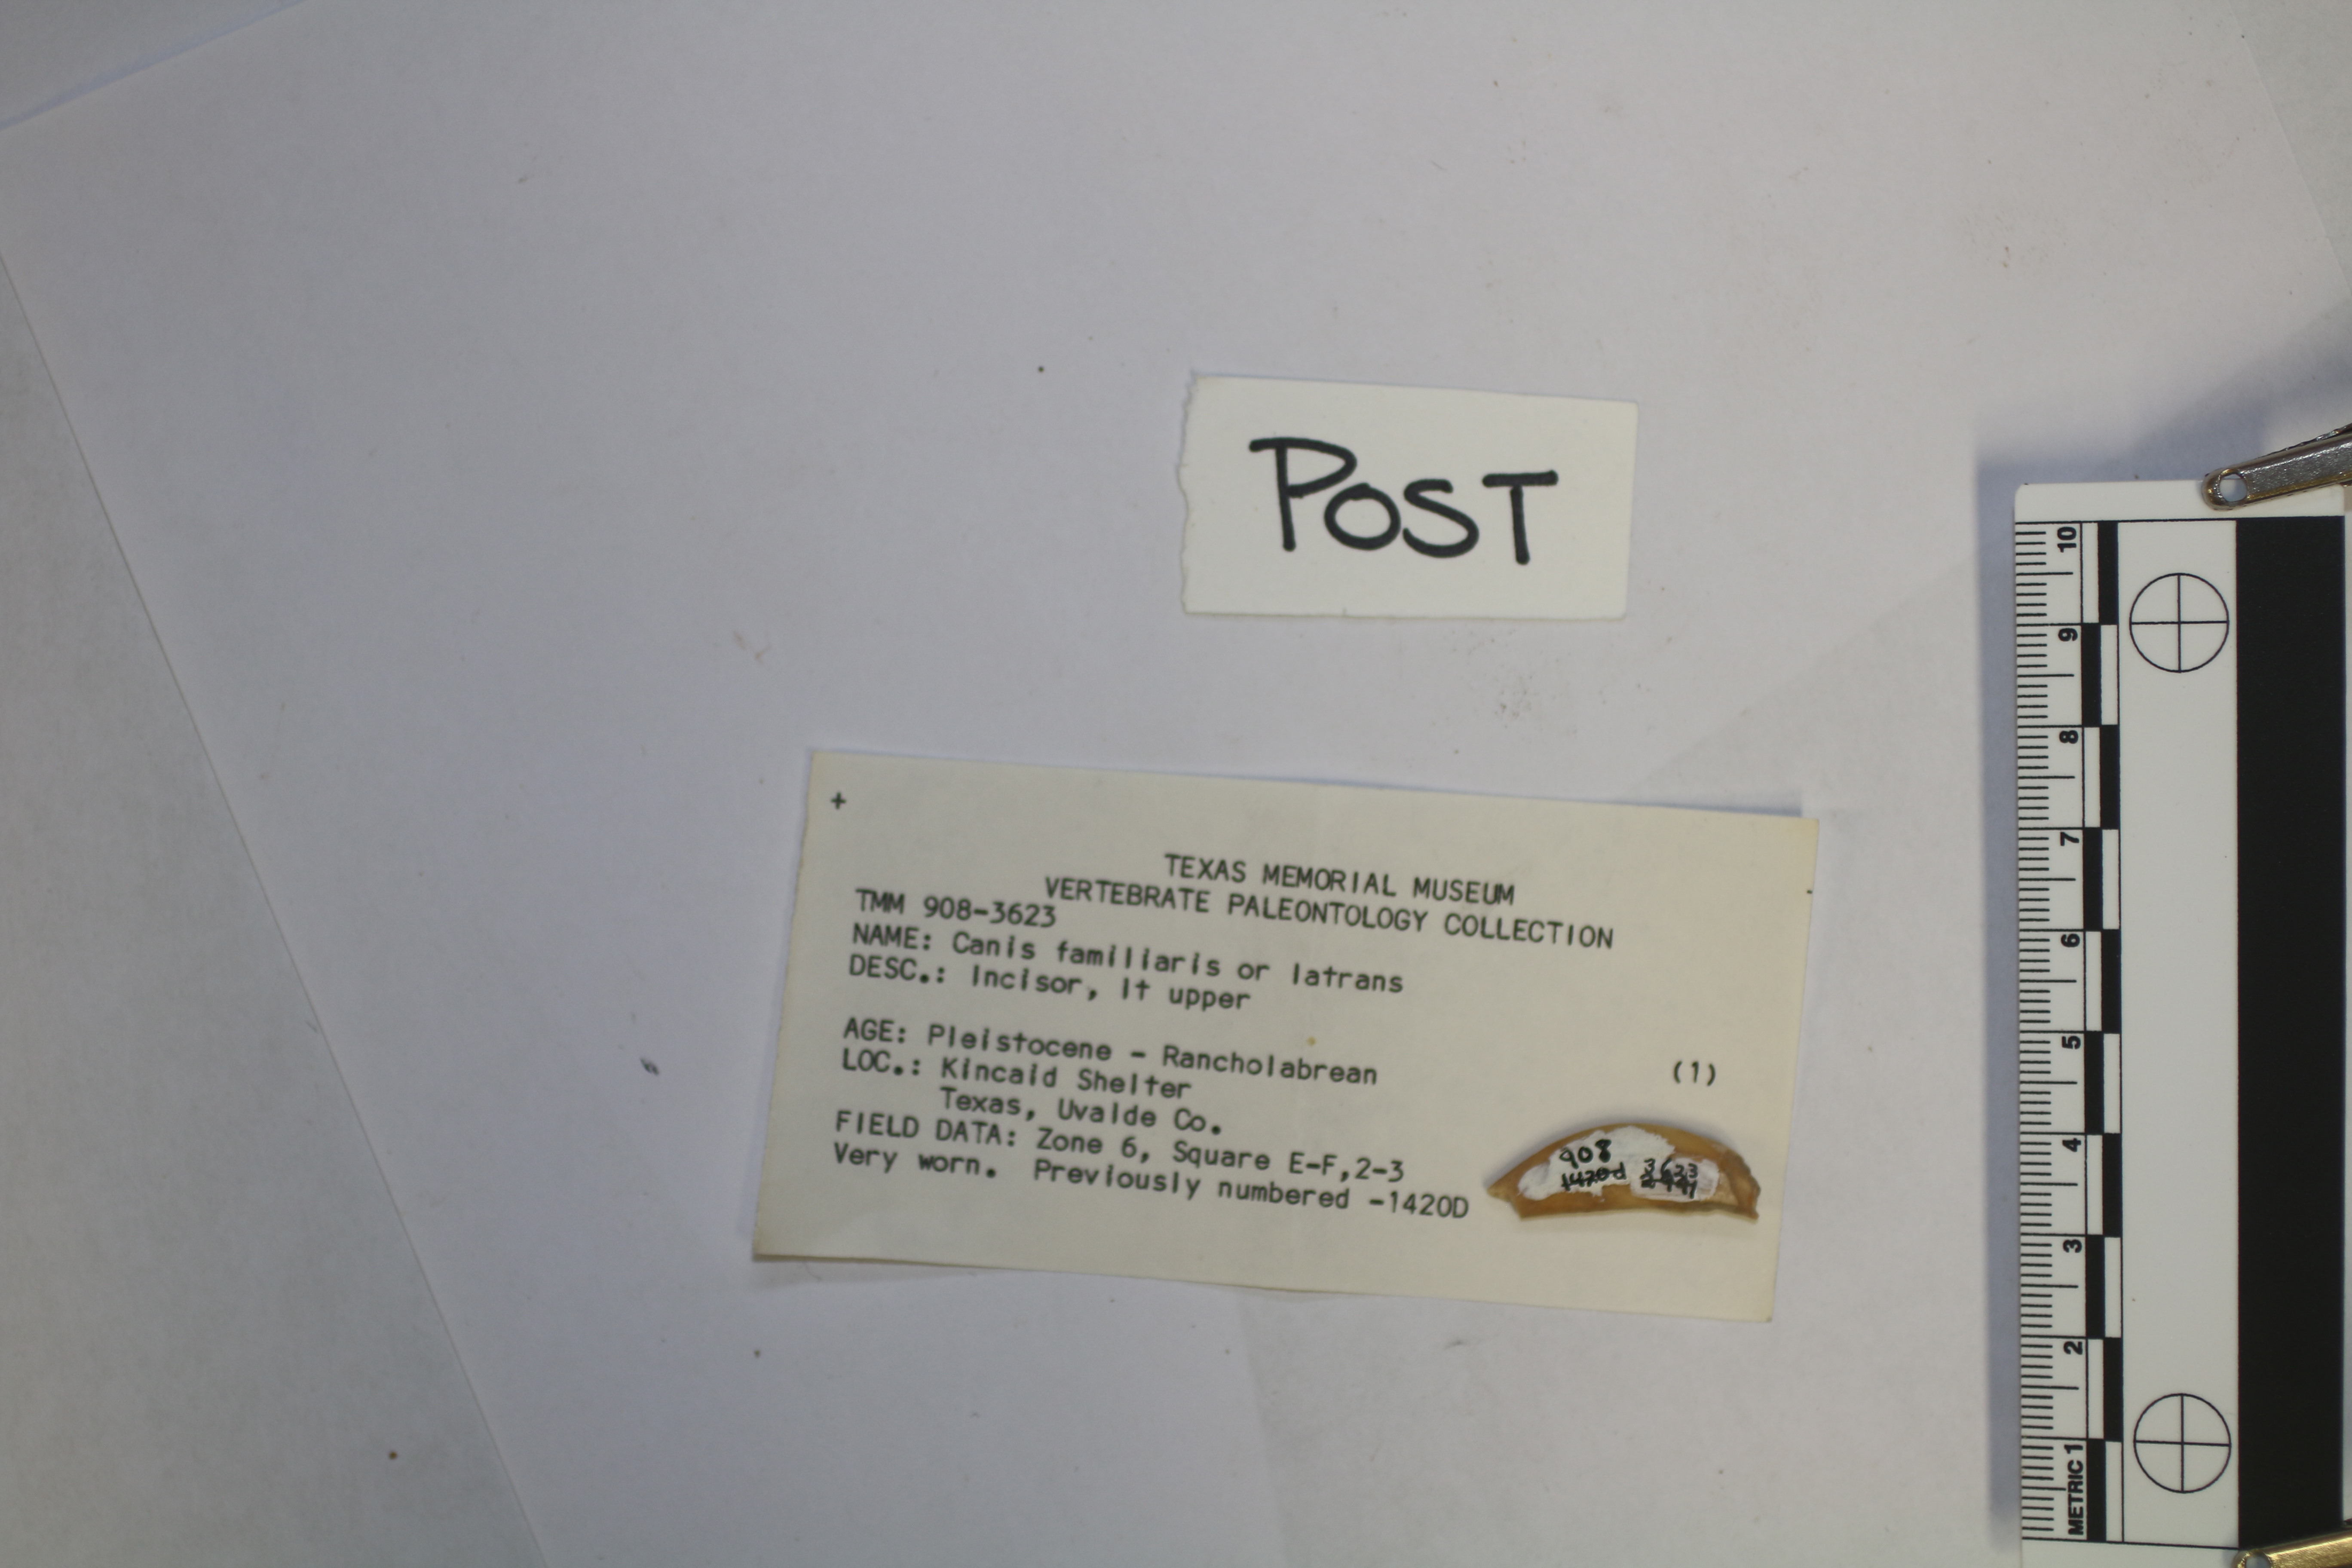 +
TEXAS MEMORIAL MUSEUM
VERTEBRATE PALEONTOLOGY COLLECTION
TMM 908-3623
NAME: Canis familiaris or latrans
DESC.: Incisor, lt upper
(1)
AGE: Pleistocene - Rancholabrean
LOC.: Kincaid Shelter
Texas, Uvalde Co.
FIELD DATA: Zone 6, Square E-F,2-3
Very worn. Previously numbered -1420D
908
1420d 3623
POST
METRIC 1 2 3 4 5 6 7 8 9 10